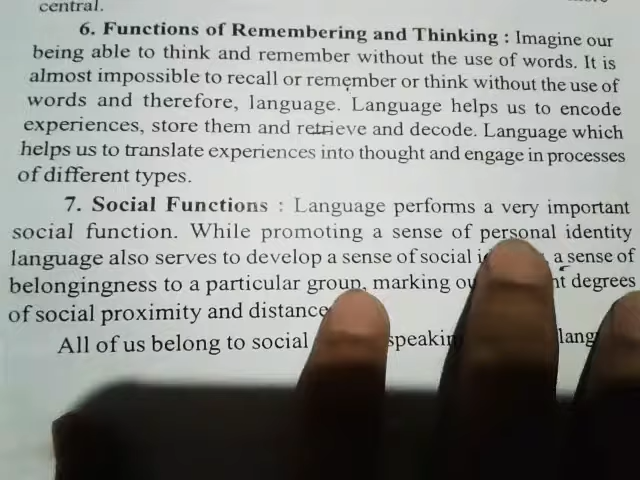 central.
6. Functions of Remembering and Thinking : Imagine our
being able to think and remember without the use of words. It is
almost impossible to recall or remember or think without the use of
words and therefore, language. Language helps us to encode
experiences, store them and retrieve and decode. Language which
helps us to translate experiences into thought and engage in processes
of different types.
7. Social Functions : Language performs a very important
social function. While promoting a sense of personal identity
language also serves to develop a sense of social a sense of
belongingness to a particular group, marking degrees
of social proximity and distance
All of us belong to social